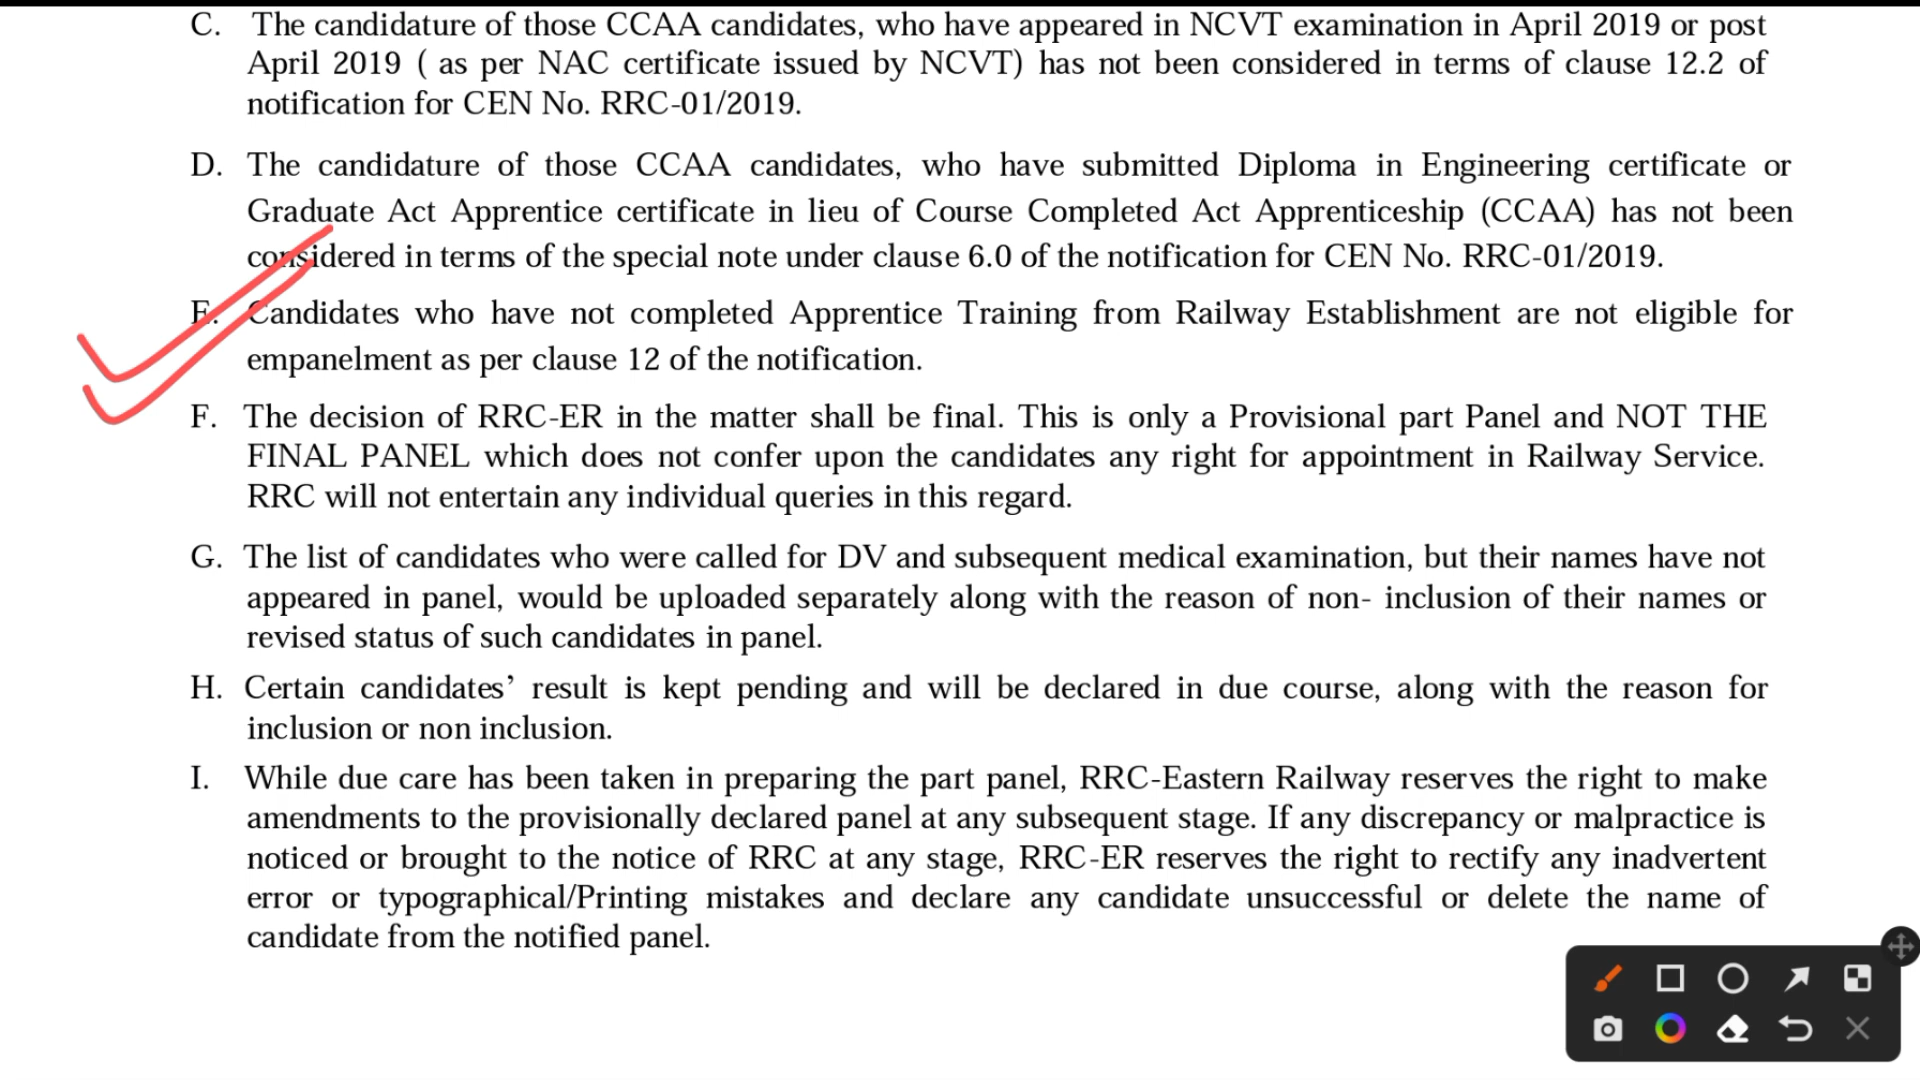 C. The candidature of those CCAA candidates, who have appeared in NCVT examination in April 2019 or post
April 2019 ( as per NAC certificate issued by NCVT) has not been considered in terms of clause 12.2 of
notification for CEN No. RRC-01/2019.
D. The candidature of those CCAA candidates, who have submitted Diploma in Engineering certificate or
Graduate Act Apprentice certificate in lieu of Course Completed Act Apprenticeship (CCAA) has not been
considered in terms of the special note under clause 6.0 of the notification for CEN No. RRC-01/2019.
E. Candidates who have not completed Apprentice Training from Railway Establishment are not eligible for
empanelment as per clause 12 of the notification.
F. The decision of RRC-ER in the matter shall be final. This is only a Provisional part Panel and NOT THE
FINAL PANEL which does not confer upon the candidates any right for appointment in Railway Service.
RRC will not entertain any individual queries in this regard.
G. The list of candidates who were called for DV and subsequent medical examination, but their names have not
appeared in panel, would be uploaded separately along with the reason of non- inclusion of their names or
revised status of such candidates in panel.
H. Certain candidates’ result is kept pending and will be declared in due course, along with the reason for
inclusion or non inclusion.
I. While due care has been taken in preparing the part panel, RRC-Eastern Railway reserves the right to make
amendments to the provisionally declared panel at any subsequent stage. If any discrepancy or malpractice is
noticed or brought to the notice of RRC at any stage, RRC-ER reserves the right to rectify any inadvertent
error or typographical/Printing mistakes and declare any candidate unsuccessful or delete the name of
candidate from the notified panel.